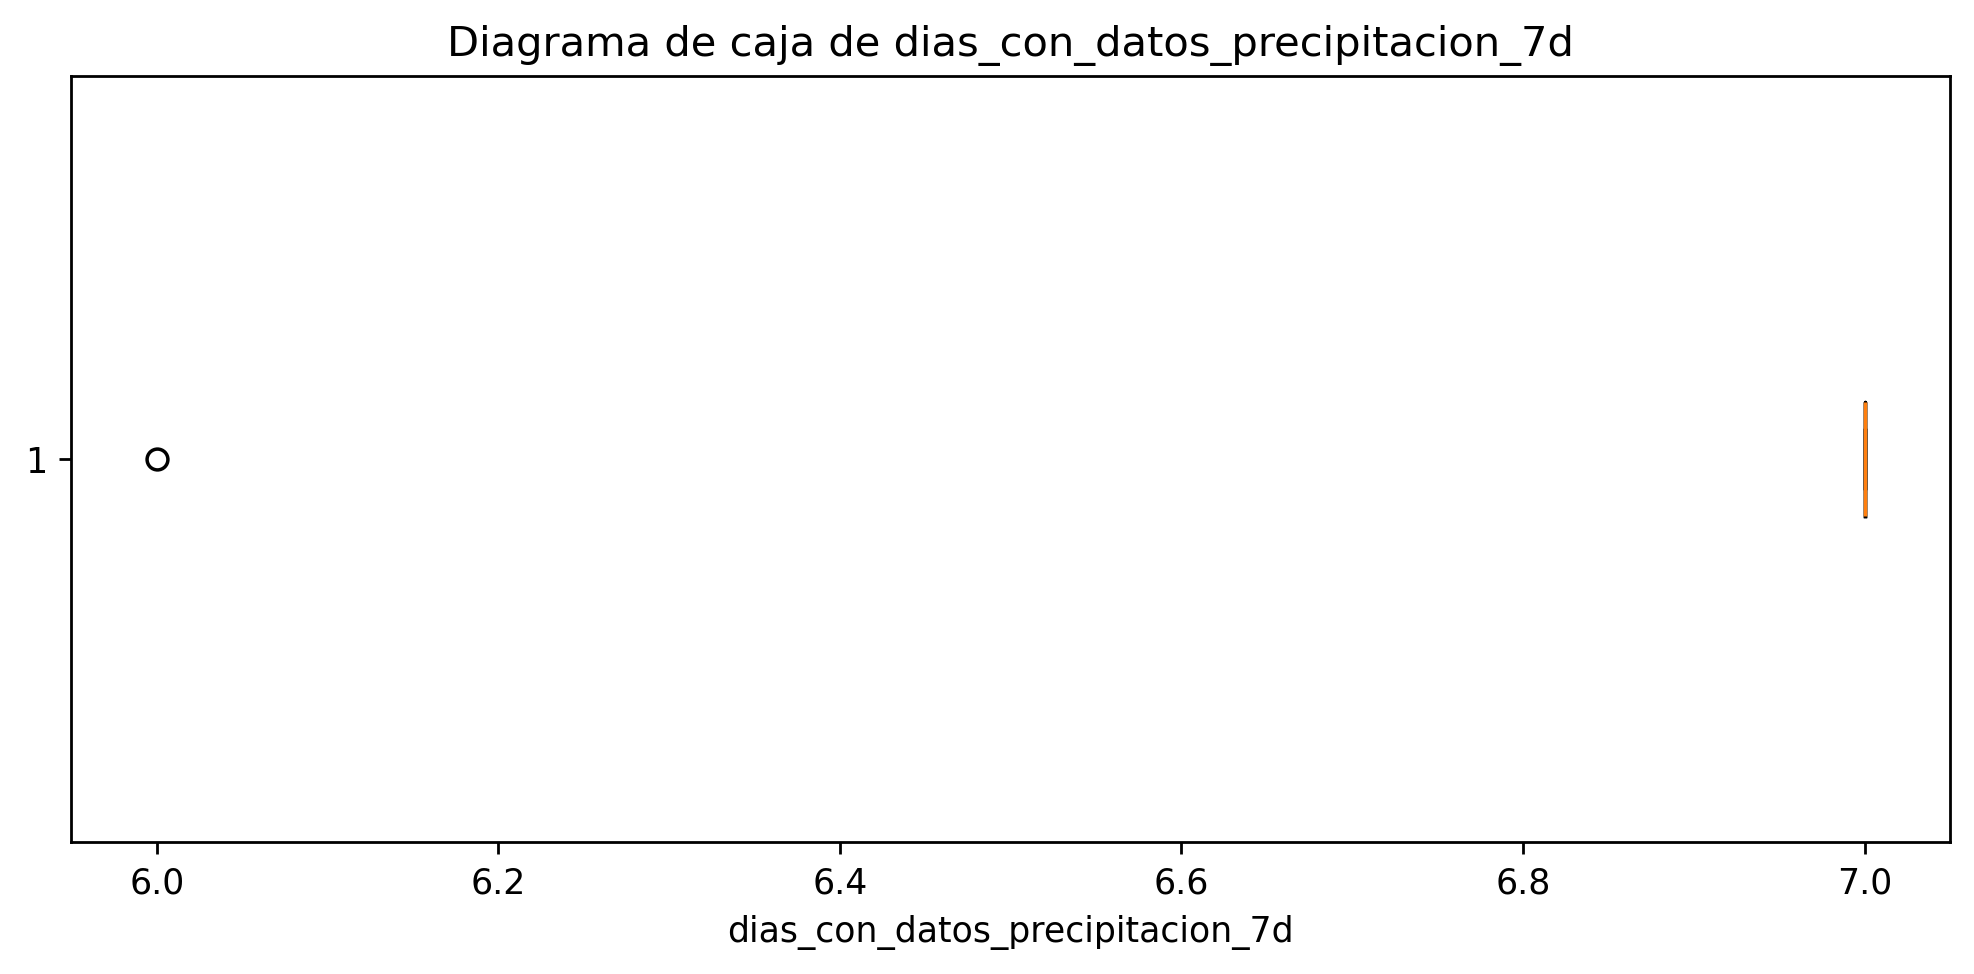 Diagrama de caja de dias_con_datos_precipitacion_7d
1
6.0 6.2 6.4 6.6 6.8 7.0
dias_con_datos_precipitacion_7d